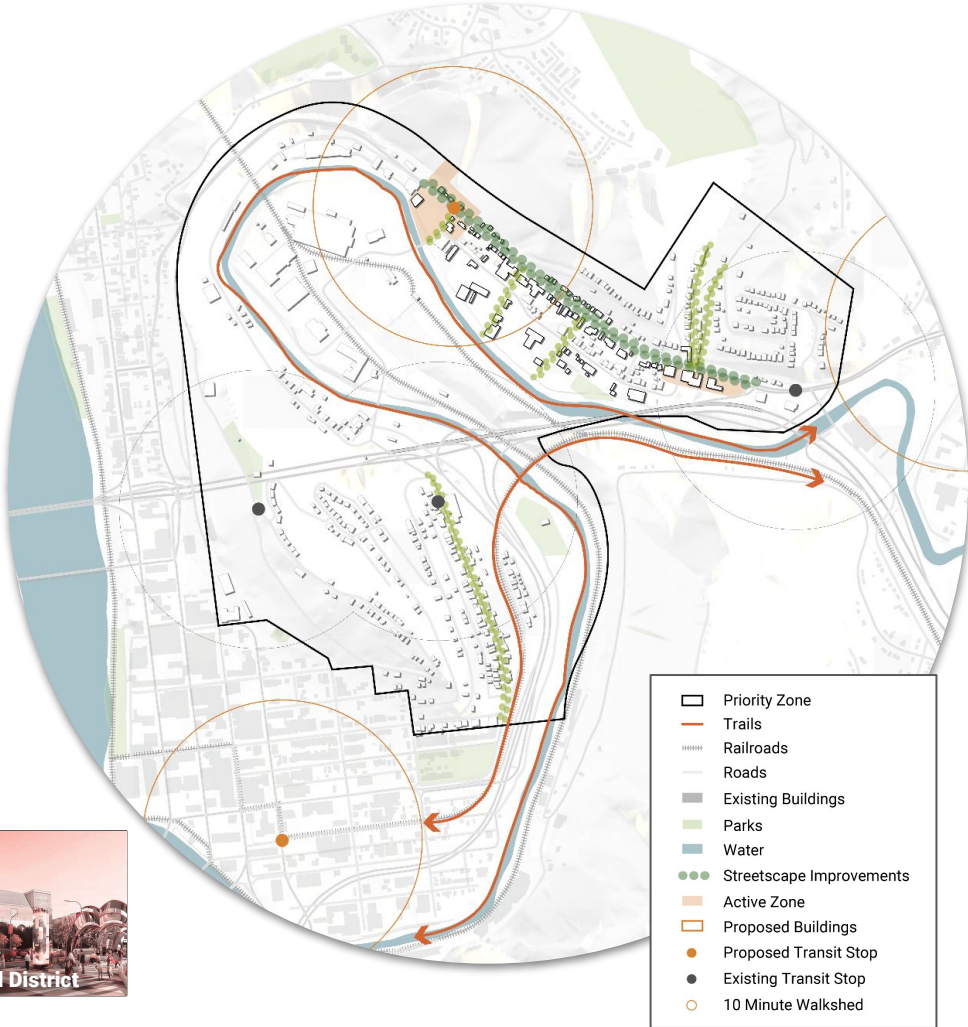 Priority Zone
Trails
Railroads
Roads
Existing Buildings
Parks
Water
Streetscape Improvements
Active Zone
Proposed Buildings
Proposed Transit Stop
Existing Transit Stop
10 Minute Walkshed
District